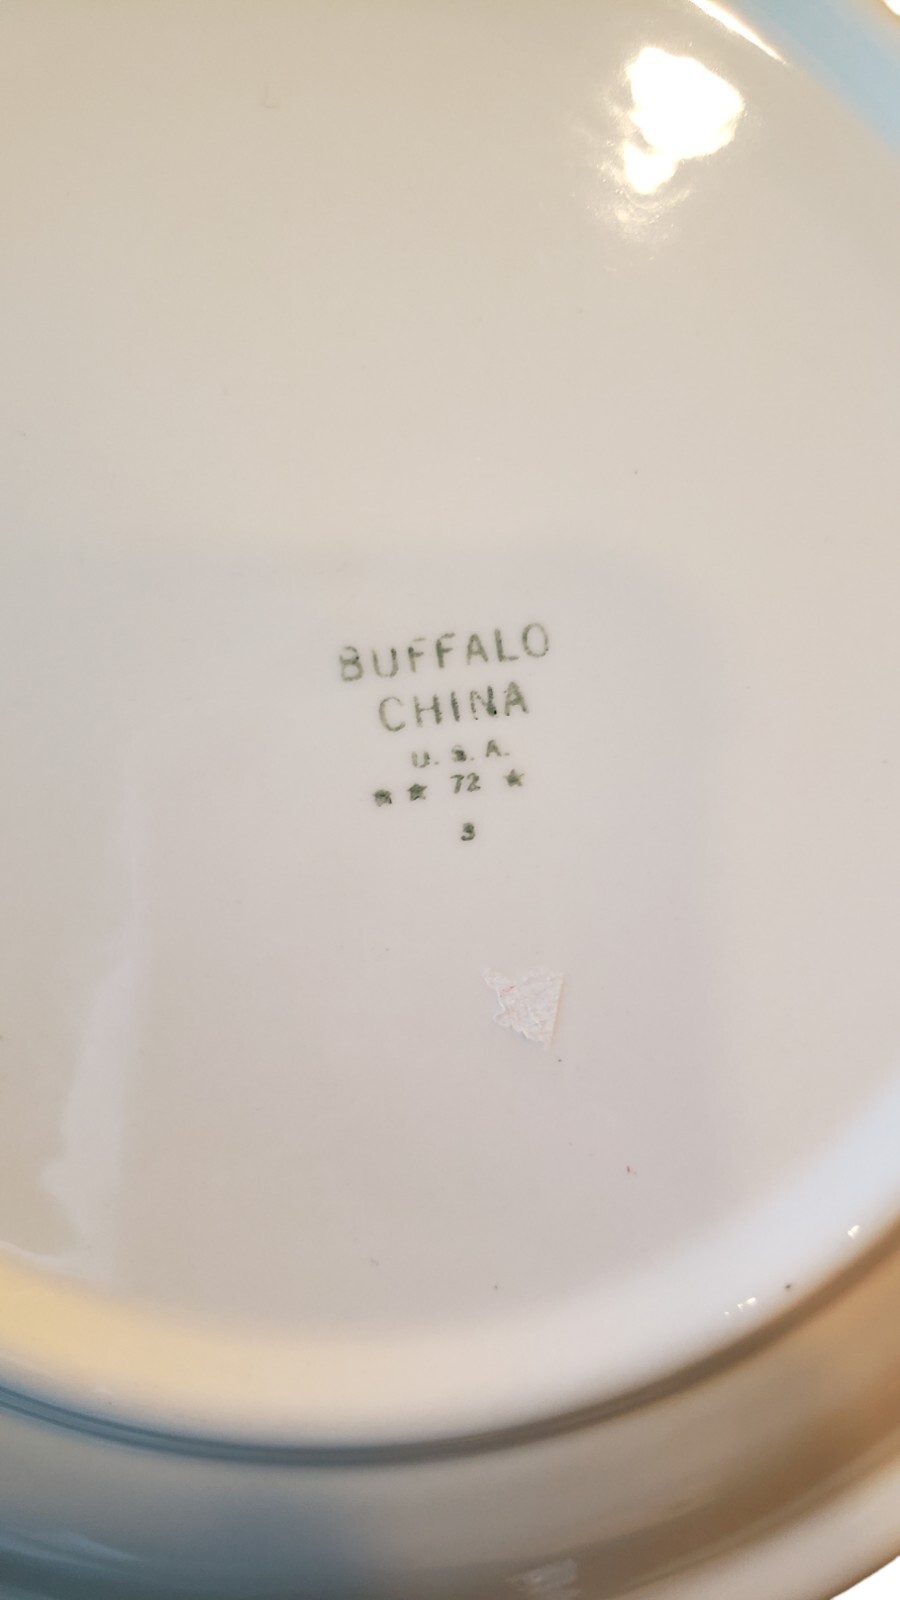 BUFFALO
CHINA
U.S.A.
★ ★ 72 ★
3